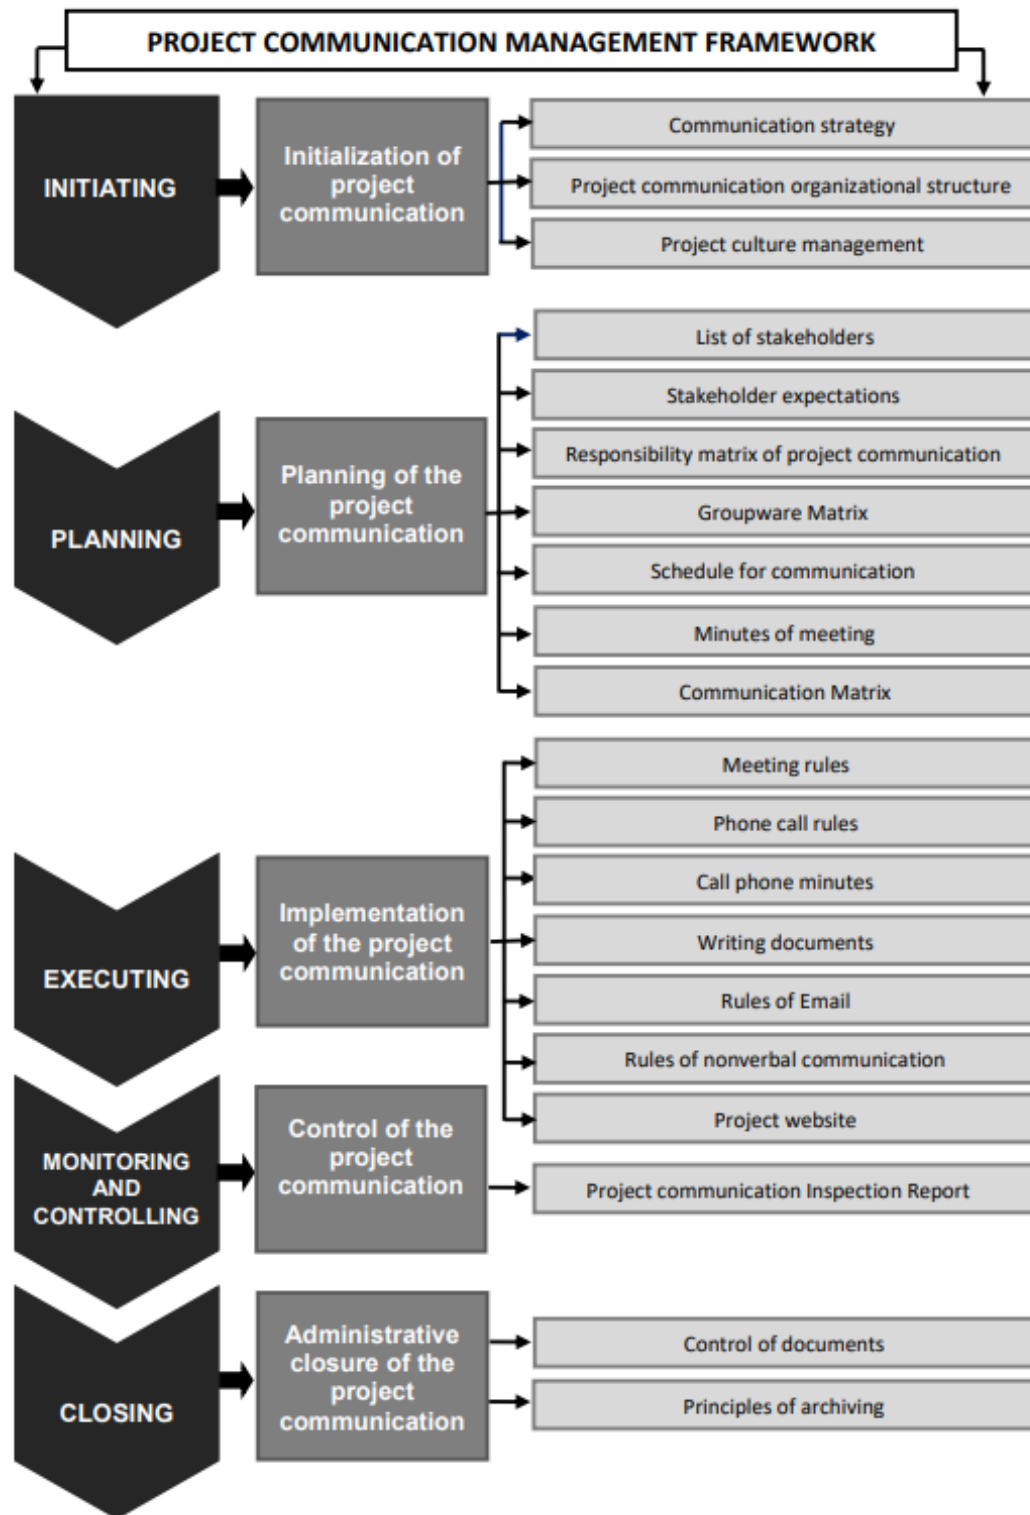 PROJECT COMMUNICATION MANAGEMENT FRAMEWORK
INITIATING
Initialization of
project
communication
Communication strategy
Project communication organizational structure
Project culture management
PLANNING
Planning of the
project
communication
List of stakeholders
Stakeholder expectations
Responsibility matrix of project communication
Groupware Matrix
Schedule for communication
Minutes of meeting
Communication Matrix
EXECUTING
Implementation
of the project
communication
Meeting rules
Phone call rules
Call phone minutes
Writing documents
Rules of Email
Rules of nonverbal communication
Project website
MONITORING
AND
CONTROLLING
Control of the
project
communication
Project communication Inspection Report
CLOSING
Administrative
closure of the
project
communication
Control of documents
Principles of archiving